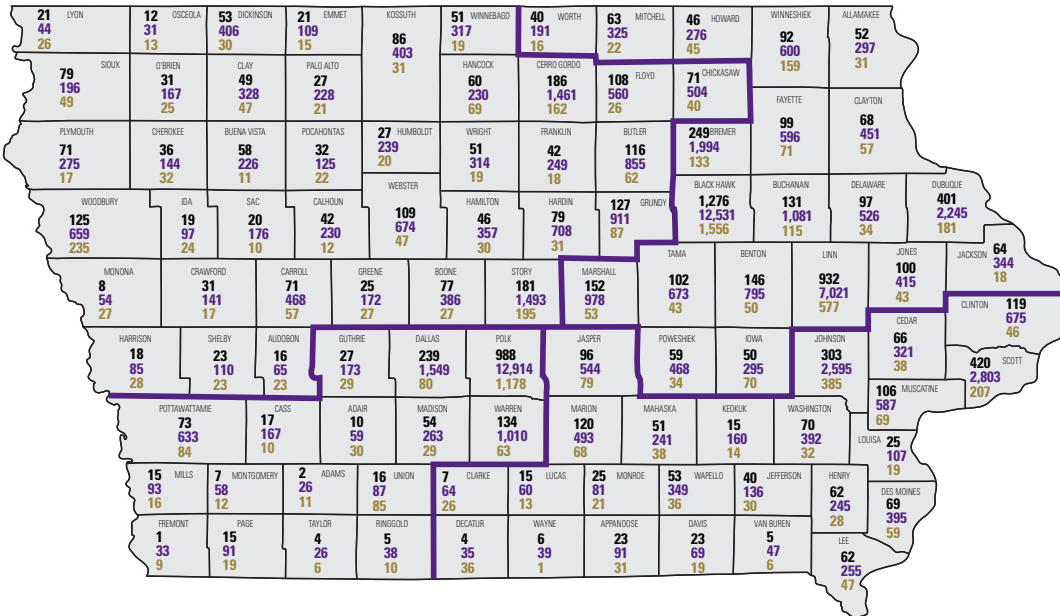 LYON
21
44
26
OSCEOLA
12
31
13
DICKINSON
53
406
30
EMMET
21
109
15
KOSSUTH
86
403
31
WINNEBAGO
51
317
19
WORTH
40
191
16
MITCHELL
63
325
22
HOWARD
46
276
45
WINNESHIEK
92
600
159
ALLAMAKEE
52
297
31
SIOUX
79
196
49
O'BRIEN
31
167
25
CLAY
49
328
47
PALO ALTO
27
228
21
HANCOCK
60
230
69
CERRO GORDO
186
1,461
162
FLOYD
108
560
26
CHICKASAW
71
504
40
FAYETTE
99
596
71
CLAYTON
68
451
57
PLYMOUTH
71
275
17
CHEROKEE
36
144
32
BUENA VISTA
58
226
11
POCAHONTAS
32
125
22
27 HUMBOLDT
239
20
WRIGHT
51
314
19
FRANKLIN
42
249
18
BUTLER
116
855
62
249 BREMER
1,994
133
WOODBURY
125
659
235
IDA
19
97
24
SAC
20
176
10
CALHOUN
42
230
12
WEBSTER
109
674
47
HAMILTON
46
357
30
HARDIN
79
708
31
127
911 GRUNDY
87
BLACK HAWK
1,276
12,531
1,556
BUCHANAN
131
1,081
115
DELAWARE
97
526
34
DUBUQUE
401
2,245
181
MONONA
8
54
27
CRAWFORD
31
141
17
CARROLL
71
468
57
GREENE
25
172
27
BOONE
77
386
27
STORY
181
1,493
195
MARSHALL
152
978
53
TAMA
102
673
43
BENTON
146
795
50
LINN
932
7,021
577
JONES
100
415
43
JACKSON 64
344
18
CLINTON 119
675
46
HARRISON
18
85
28
SHELBY
23
110
23
AUDOBON
16
65
23
GUTHRIE
27
173
29
DALLAS
239
1,549
80
POLK
988
12,914
1,178
JASPER
96
544
79
POWESHIEK
59
468
34
IOWA
50
295
70
JOHNSON
303
2,595
385
CEDAR
66
321
38
420 SCOTT
2,803
207
106 MUSCATINE
587
69
POTTAWATTAMIE
73
633
84
CASS
17
167
10
ADAIR
10
59
30
MADISON
54
263
29
WARREN
134
1,010
63
MARION
120
493
68
MAHASKA
51
241
38
KEOKUK
15
160
14
WASHINGTON
70
392
32
LOUISA 25
107
19
15 MILLS
93
16
7 MONTGOMERY
58
12
2 ADAMS
26
11
16 UNION
87
85
7 CLARKE
64
26
15 LUCAS
60
13
25 MONROE
81
21
53 WAPELLO
349
36
40 JEFFERSON
136
30
HENRY
62
245
28
DES MOINES
69
395
59
FREMONT
1
33
9
PAGE
15
91
19
TAYLOR
4
26
6
RINGGOLD
5
38
10
DECATUR
4
35
36
WAYNE
6
39
1
APPANOOSE
23
91
31
DAVIS
23
69
19
VAN BUREN
5
47
6
LEE
62
255
47